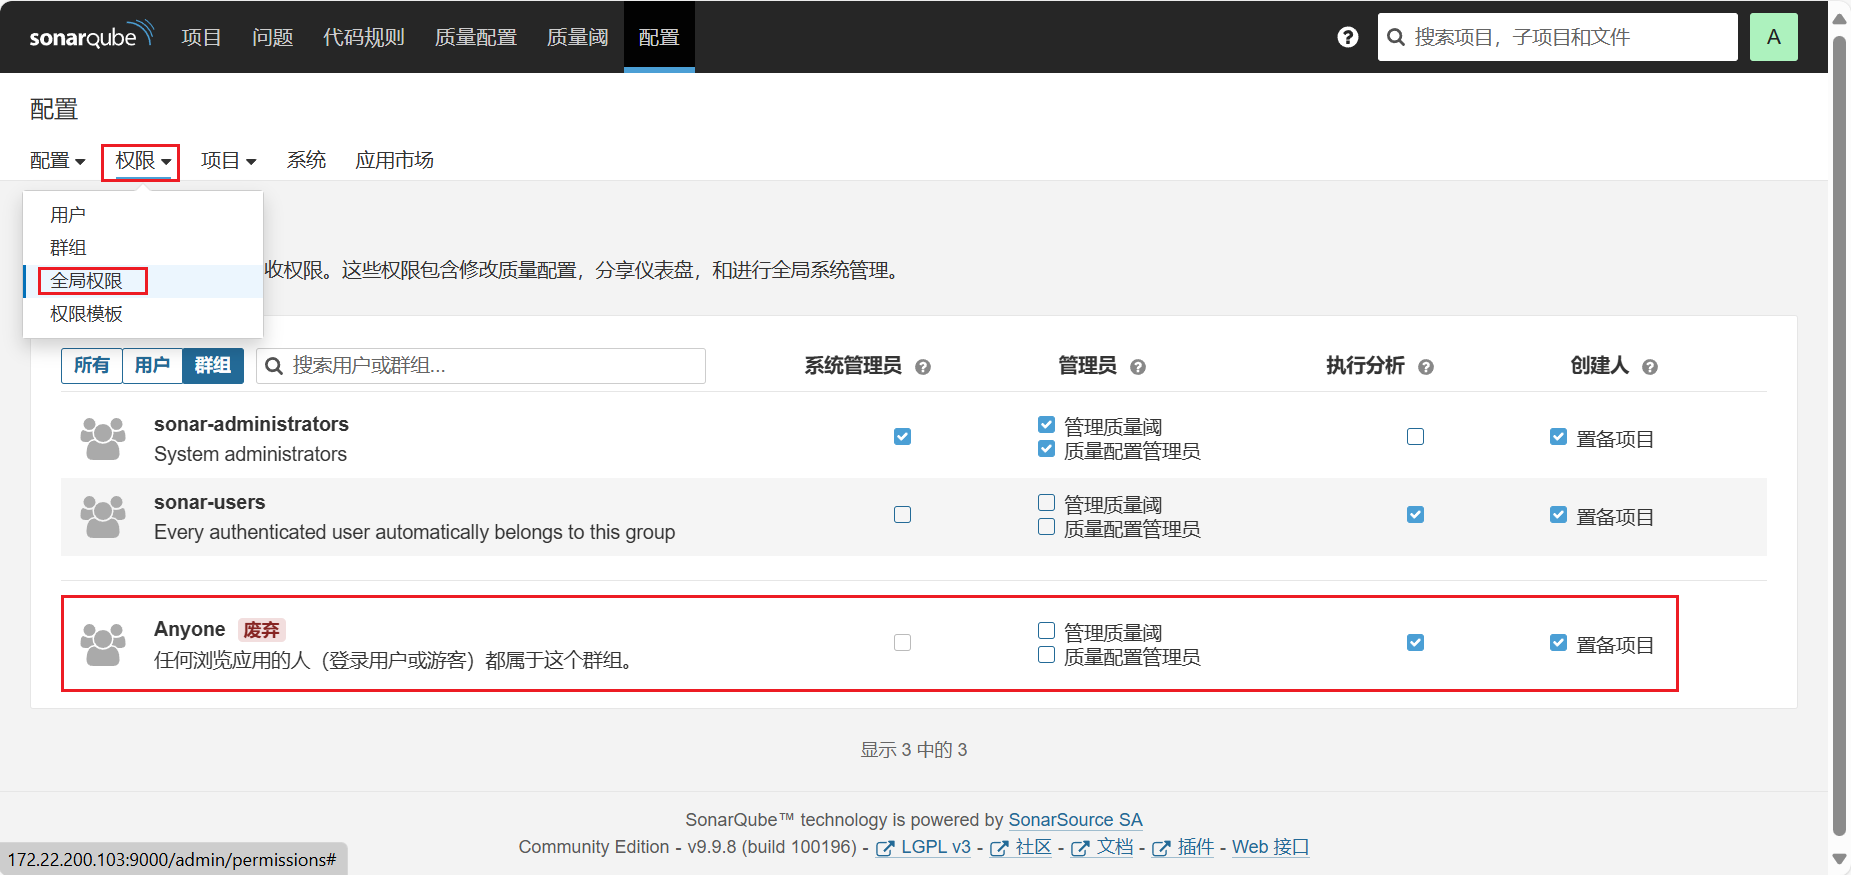 sonarqube 项目 问题 代码规则 质量配置 质量阈 配置 搜索项目，子项目和文件 A
配置
配置 权限 项目 系统 应用市场
用户
群组
全局权限
收权限。这些权限包含修改质量配置，分享仪表盘，和进行全局系统管理。
权限模板
所有 用户 群组 搜索用户或群组... 系统管理员 管理员 执行分析 创建人
sonar-administrators
System administrators
管理质量阈
质量配置管理员
置备项目
sonar-users
Every authenticated user automatically belongs to this group
管理质量阈
质量配置管理员
置备项目
Anyone 废弃
任何浏览应用的人（登录用户或游客）都属于这个群组。
管理质量阈
质量配置管理员
置备项目
显示 3 中的 3
SonarQube™ technology is powered by SonarSource SA
Community Edition - v9.9.8 (build 100196) - LGPL v3 - 社区 - 文档 - 插件 - Web 接口
172.22.200.103:9000/admin/permissions#